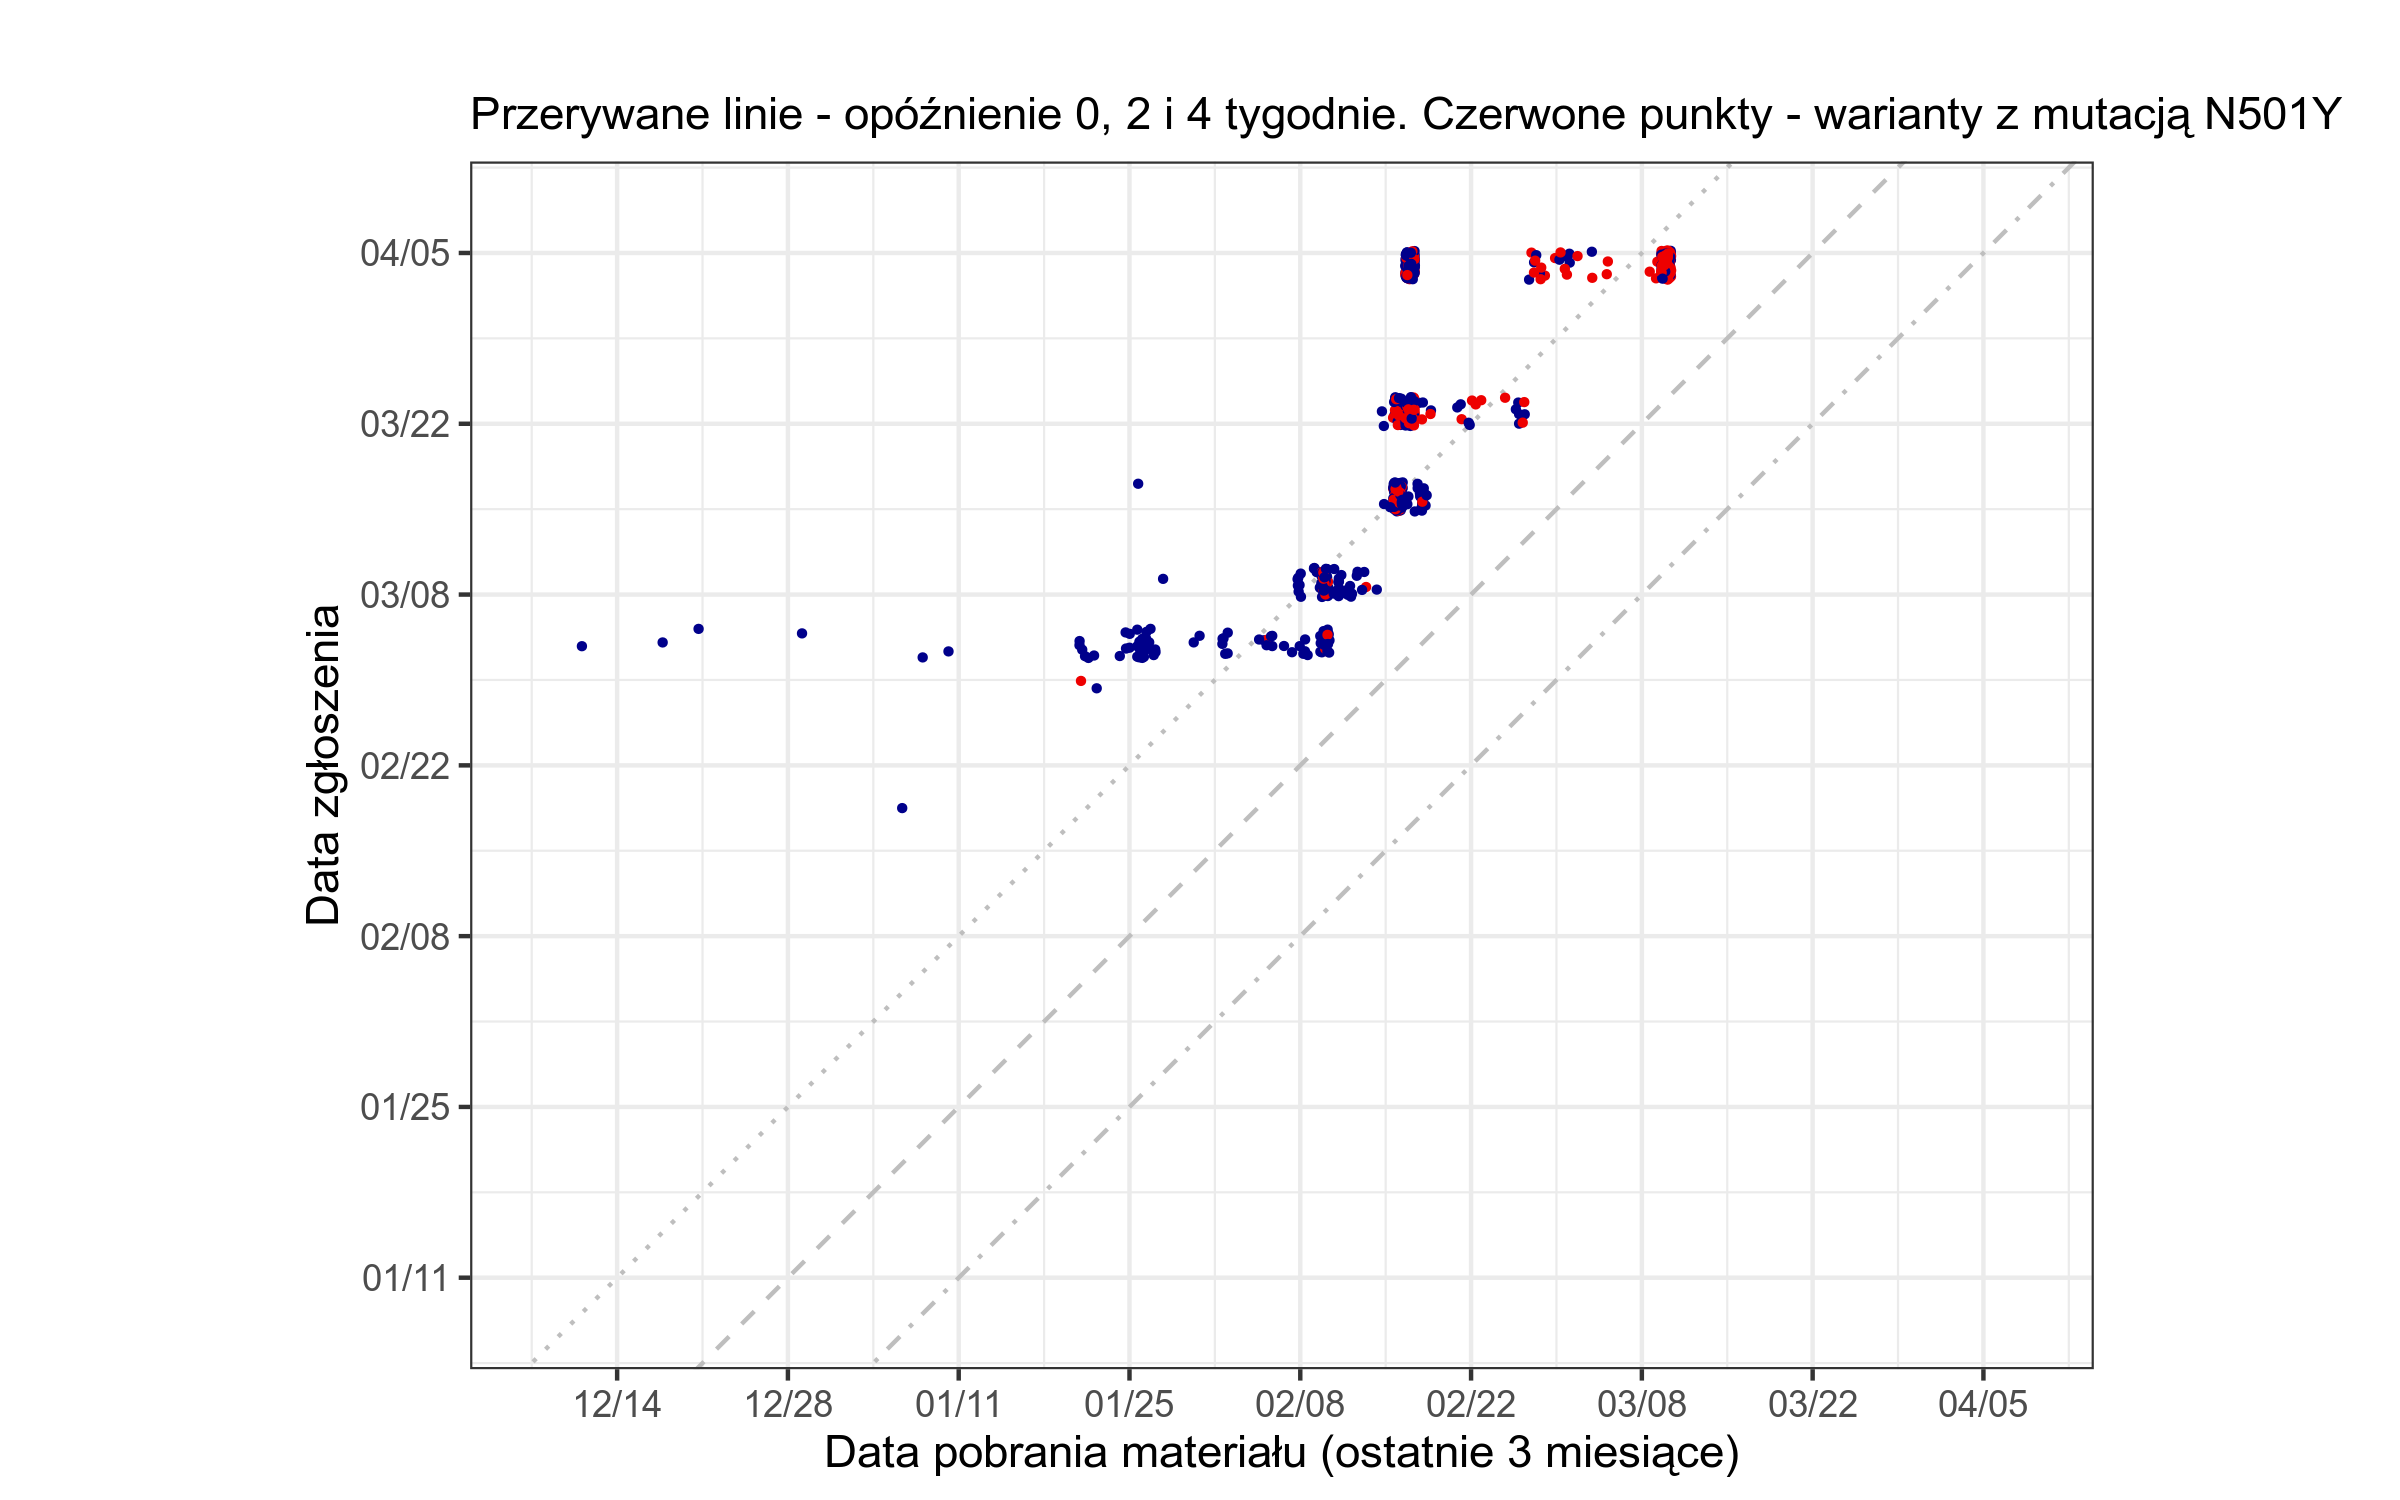 Przerywane linie - opóźnienie 0, 2 i 4 tygodnie. Czerwone punkty - warianty z mutacją N501Y
Data zgłoszenia
04/05
03/22
03/08
02/22
02/08
01/25
01/11
12/14 12/28 01/11 01/25 02/08 02/22 03/08 03/22 04/05
Data pobrania materiału (ostatnie 3 miesiące)